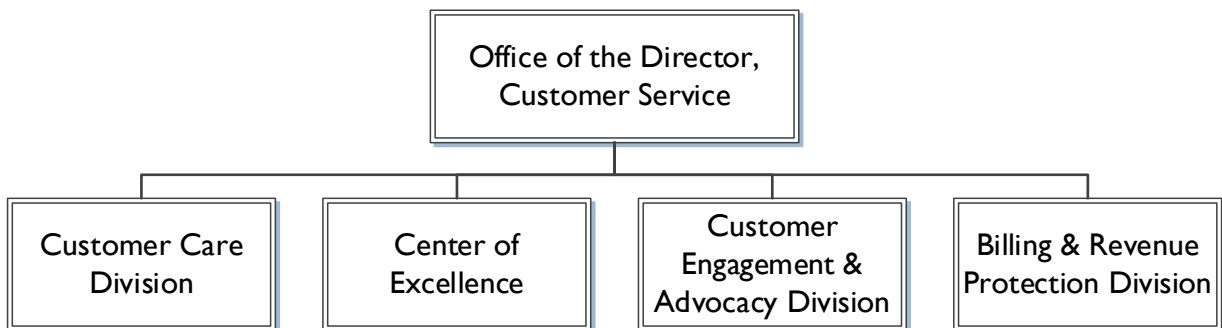 Office of the Director,
Customer Service
Customer Care
Division
Center of
Excellence
Customer
Engagement &
Advocacy Division
Billing & Revenue
Protection Division